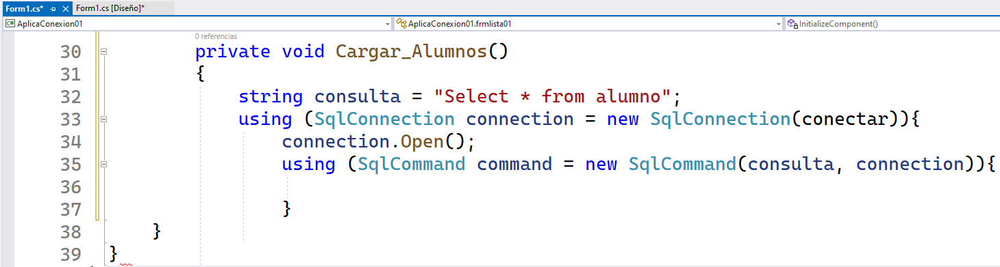 Form1.cs* Form1.cs [Diseño]*
AplicaConexion01 AplicaConexion01.frmlista01 InitializeComponent()
0 referencias
30 private void Cargar_Alumnos()
31 {
32 string consulta = "Select * from alumno";
33 using (SqlConnection connection = new SqlConnection(conectar)){
34 connection.Open();
35 using (SqlCommand command = new SqlCommand(consulta, connection)){
36
37 }
38 }
39 }